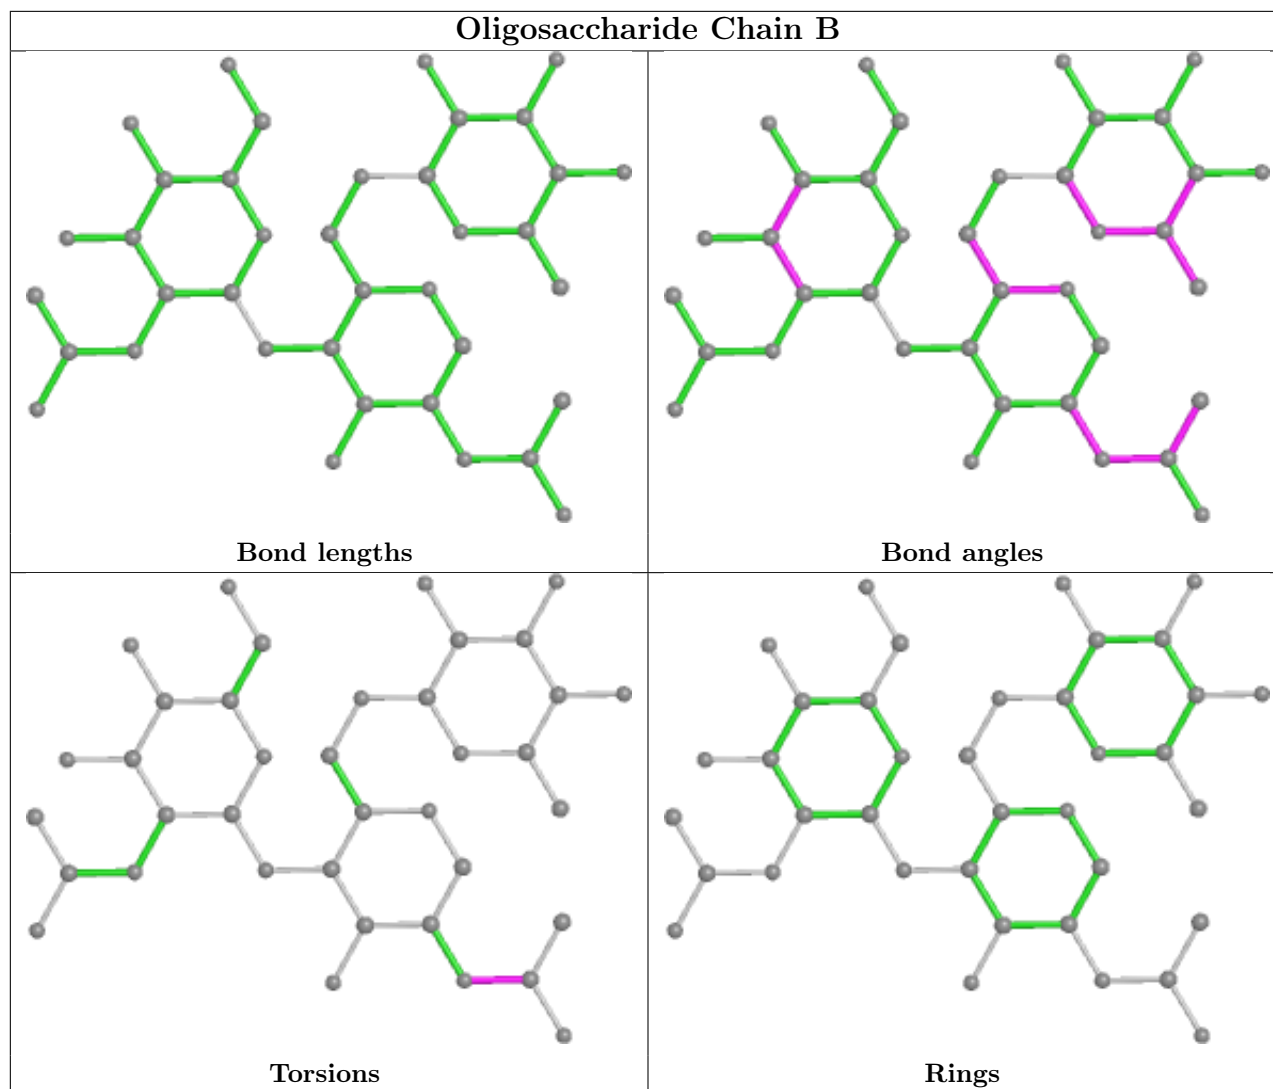 Oligosaccharide Chain B
Bond lengths
Bond angles
Torsions
Rings